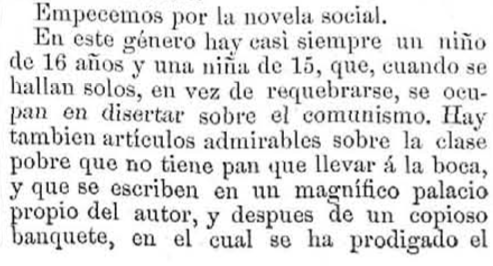 Empecemos por la novela social.
En este género hay casi siempre un niño
de 16 años y una niña de 15, que, cuando se
hallan solos, en vez de requebrarse, se ocu-
pan en disertar sobre el comunismo. Hay
tambien artículos admirables sobre la clase
pobre que no tiene pan que llevar á la boca,
y que se escriben en un magnífico palacio
propio del autor, y despues de un copioso
banquete, en el cual se ha prodigado el